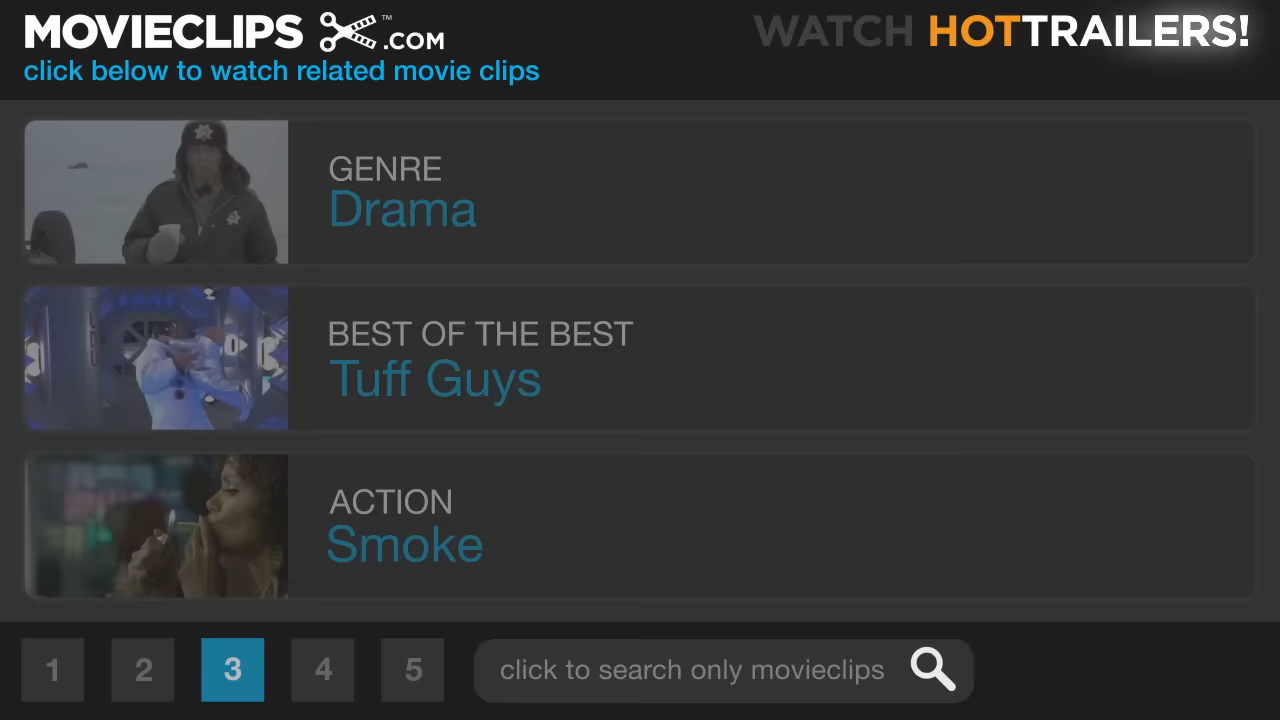 MOVIECLIPS ™ .COM
WATCH HOTTRAILERS!
click below to watch related movie clips
GENRE
Drama
BEST OF THE BEST
Tuff Guys
ACTION
Smoke
1 2 3 4 5
click to search only movieclips